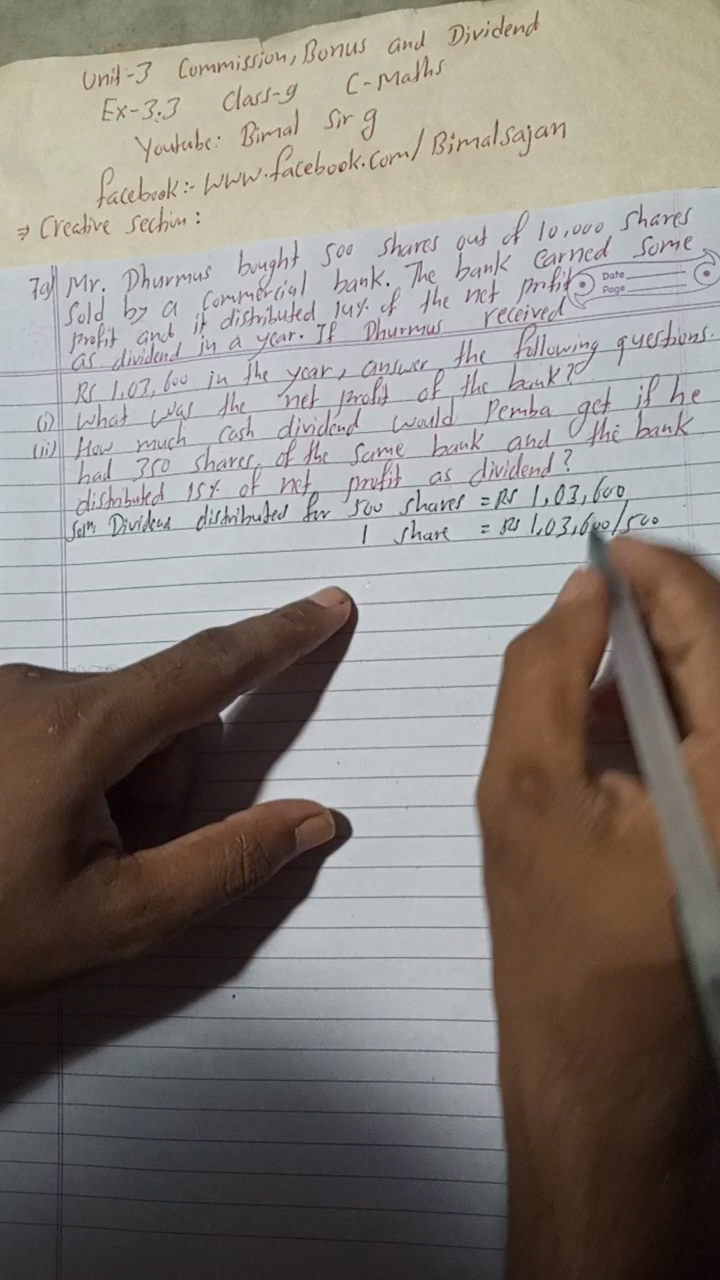 Unit-3 Commission, Bonus and Dividend
Ex-3.3 Class-9 C-Maths
Youtube: Bimal Sir g
facebook:- www.facebook.com/Bimalsajan
⇒ Creative section:
7a) Mr. Dhurmus bought 500 shares out of 10,000 shares
sold by a commercial bank. The bank earned some
profit and it distributed 14% of the net profit
as dividend in a year. If Dhurmus received
Date
Page
Rs 1,03,600 in the year, answer the following questions.
(i) What was the net profit of the bank?
(ii) How much cash dividend would Pemba get if he
had 350 shares of the same bank and the bank
distributed 15% of net profit as dividend?
Soln Dividend distributed for 500 shares = Rs 1,03,600
1 share = Rs 1,03,600/500